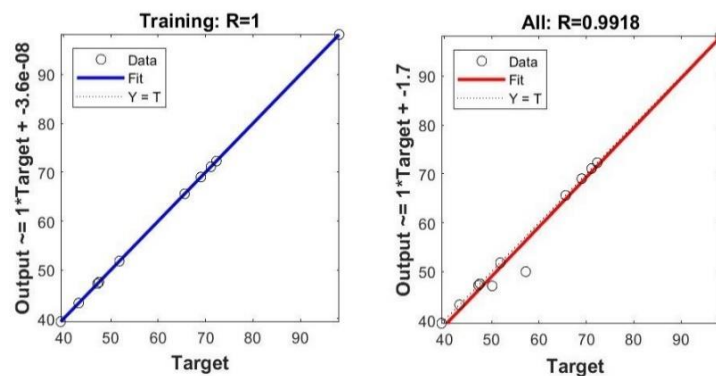 Training: R=1
Output ~= 1*Target + -3.6e-08
Data
Fit
Y = T
90
80
70
60
50
40
40 50 60 70 80 90
Target
All: R=0.9918
Output ~= 1*Target + -1.7
Data
Fit
Y = T
90
80
70
60
50
40
40 50 60 70 80 90
Target